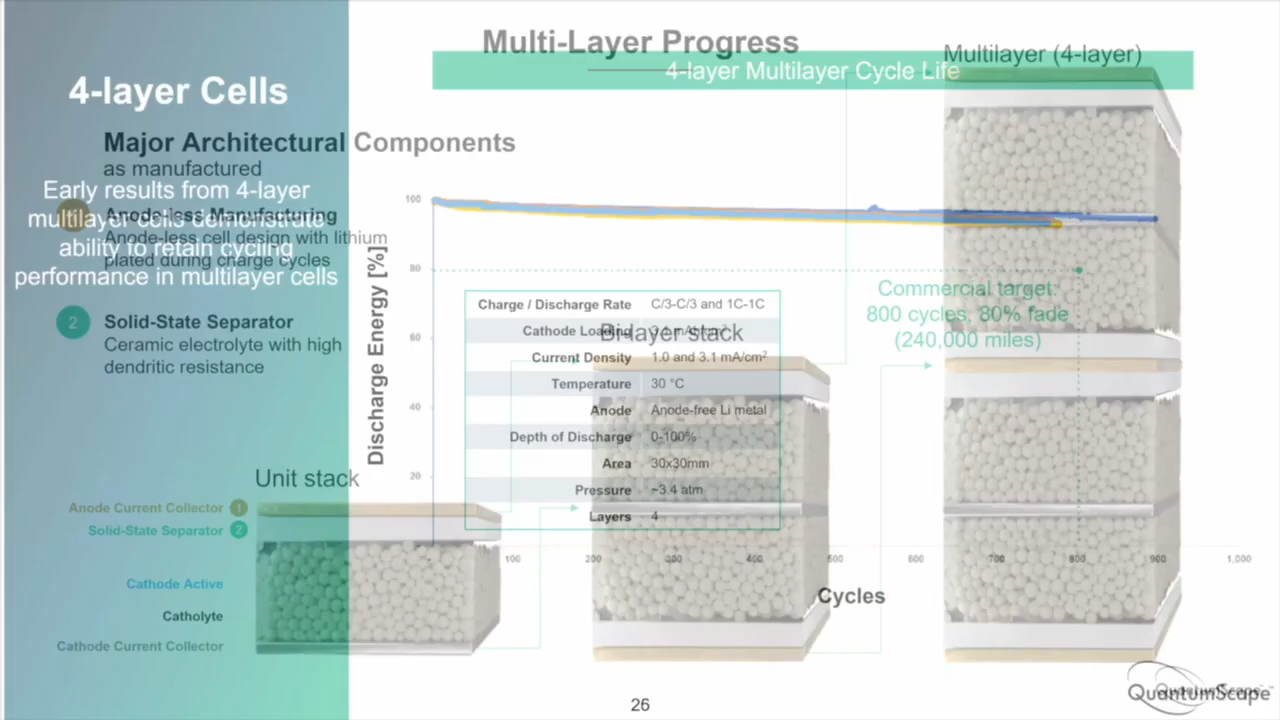 Multi-Layer Progress
Multilayer (4-layer)
4-layer Multilayer Cycle Life
4-layer Cells
Major Architectural Components
as manufactured
Early results from 4-layer
multilayer cells demonstrate
ability to retain cycling
performance in multilayer cells
Anode-less Manufacturing
Anode-less cell design with lithium
plated during charge cycles
2
Solid-State Separator
Ceramic electrolyte with high
dendritic resistance
Discharge Energy [%]
100
80
60
40
20
Commercial target:
800 cycles, 80% fade
(240,000 miles)
Charge / Discharge Rate C/3-C/3 and 1C-1C
Cathode Loading
Bi-layer stack
Current Density 1.0 and 3.1 mA/cm²
Temperature 30 °C
Anode Anode-free Li metal
Depth of Discharge 0-100%
Area 30x30mm
Pressure ~3.4 atm
Layers 4
Unit stack
Anode Current Collector 1
Solid-State Separator 2
Cathode Active
Catholyte
Cathode Current Collector
100 200 300 400 500 600 700 800 900 1,000
Cycles
26
QuantumScape